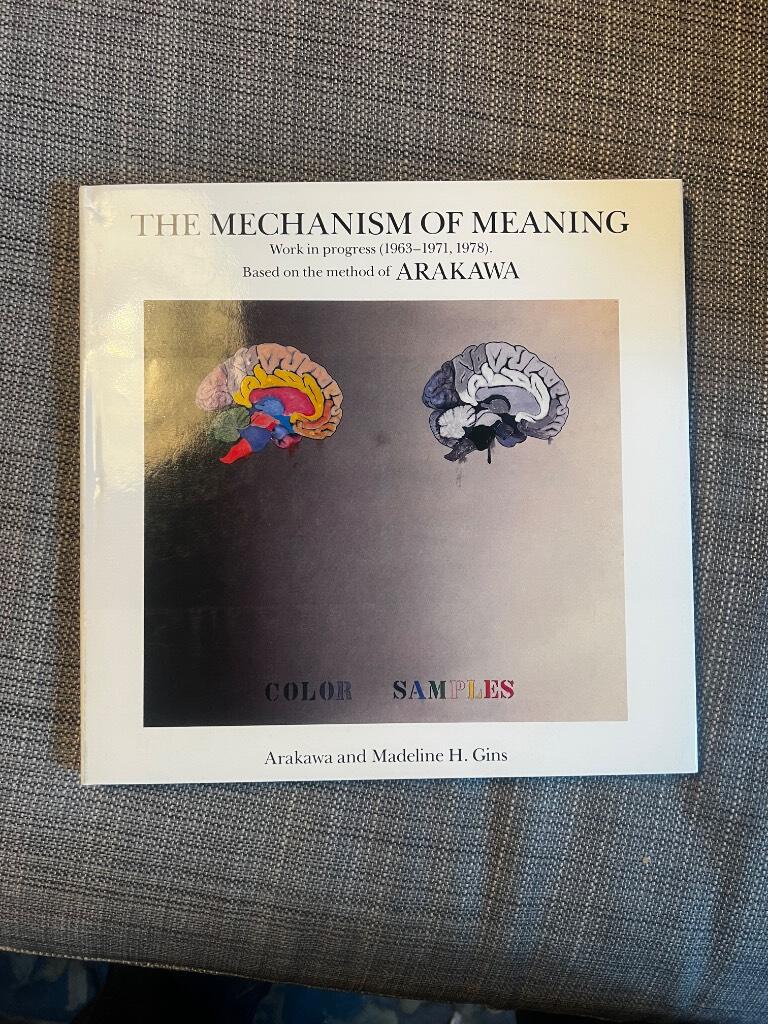 THE MECHANISM OF MEANING
Work in progress (1963–1971, 1978).
Based on the method of ARAKAWA
COLOR SAMPLES
Arakawa and Madeline H. Gins